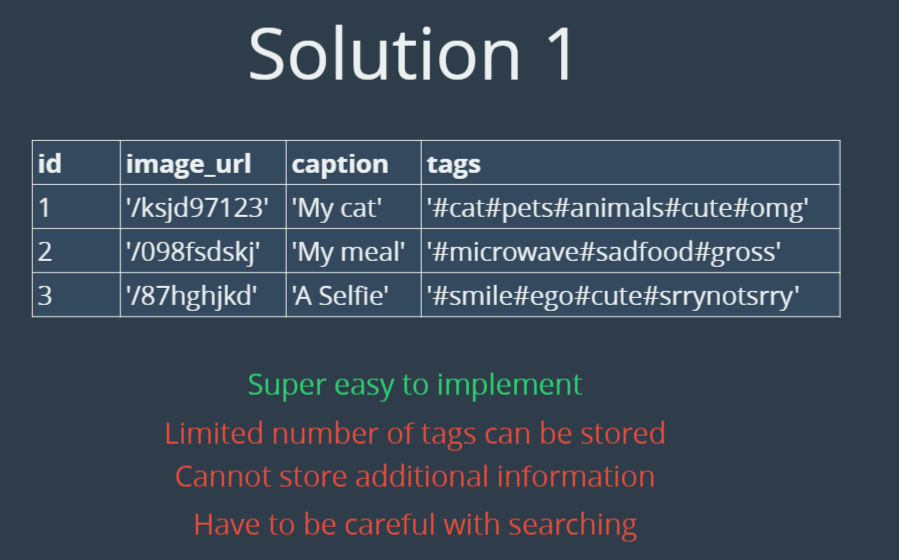 Solution 1
id image_url caption tags
1 '/ksjd97123' 'My cat' '#cat#pets#animals#cute#omg'
2 '/098fsdskj' 'My meal' '#microwave#sadfood#gross'
3 '/87hghjkd' 'A Selfie' '#smile#ego#cute#srrynotsrry'
Super easy to implement
Limited number of tags can be stored
Cannot store additional information
Have to be careful with searching